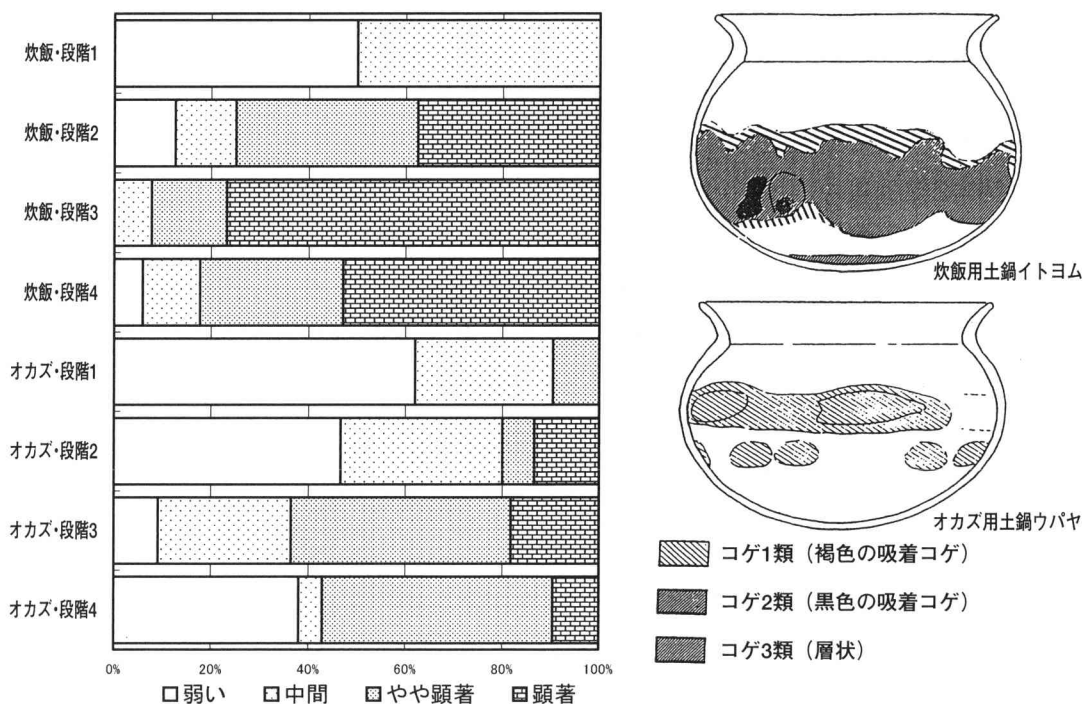 炊飯・段階1
炊飯・段階2
炊飯・段階3
炊飯・段階4
オカズ・段階1
オカズ・段階2
オカズ・段階3
オカズ・段階4
0% 20% 40% 60% 80% 100%
弱い 中間 やや顕著 顕著
炊飯用土鍋イトヨム
オカズ用土鍋ウパヤ
コゲ1類（褐色の吸着コゲ）
コゲ2類（黒色の吸着コゲ）
コゲ3類（層状）